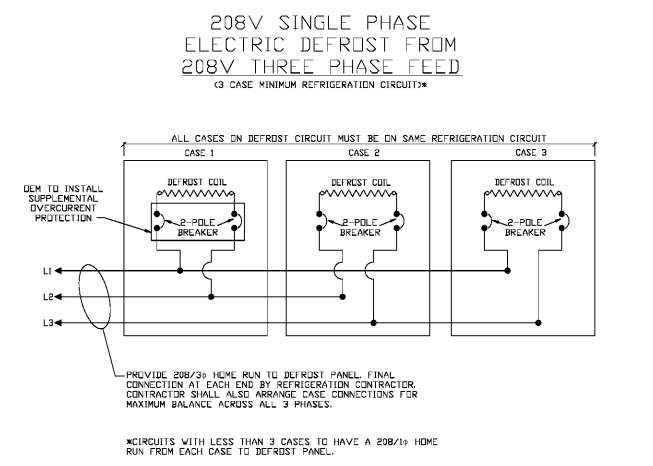 208V SINGLE PHASE
ELECTRIC DEFROST FROM
208V THREE PHASE FEED
(3 CASE MINIMUM REFRIGERATION CIRCUIT)*
ALL CASES ON DEFROST CIRCUIT MUST BE ON SAME REFRIGERATION CIRCUIT
CASE 1
CASE 2
CASE 3
OEM TO INSTALL
SUPPLEMENTAL
OVERCURRENT
PROTECTION
DEFROST COIL
2-POLE
BREAKER
DEFROST COIL
2-POLE
BREAKER
DEFROST COIL
2-POLE
BREAKER
L1
L2
L3
PROVIDE 208/3ϕ HOME RUN TO DEFROST PANEL. FINAL
CONNECTION AT EACH END BY REFRIGERATION CONTRACTOR.
CONTRACTOR SHALL ALSO ARRANGE CASE CONNECTIONS FOR
MAXIMUM BALANCE ACROSS ALL 3 PHASES.
*CIRCUITS WITH LESS THAN 3 CASES TO HAVE A 208/1ϕ HOME
RUN FROM EACH CASE TO DEFROST PANEL.